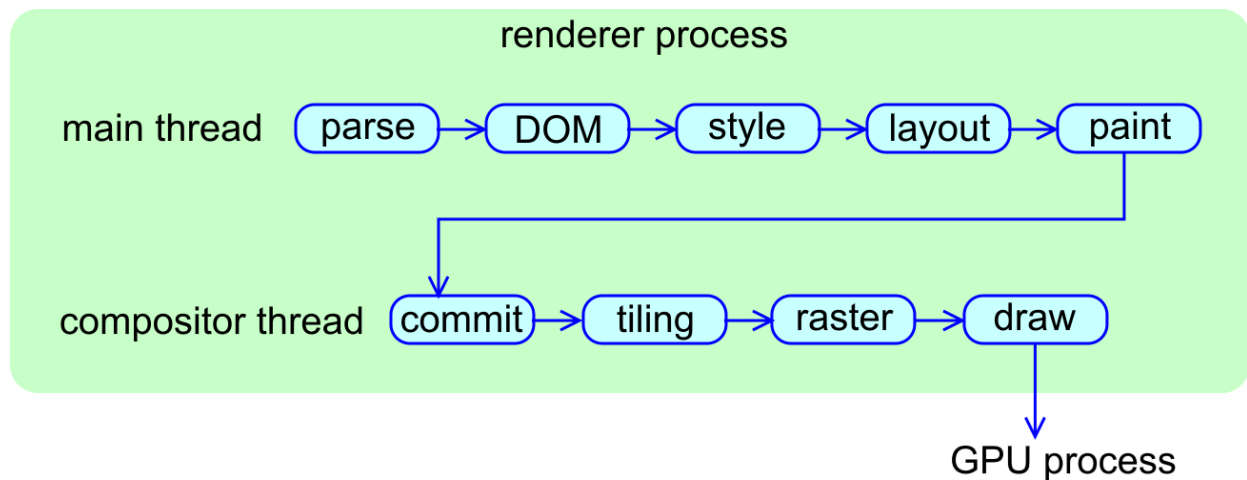 renderer process
main thread parse DOM style layout paint
compositor thread commit tiling raster draw
GPU process